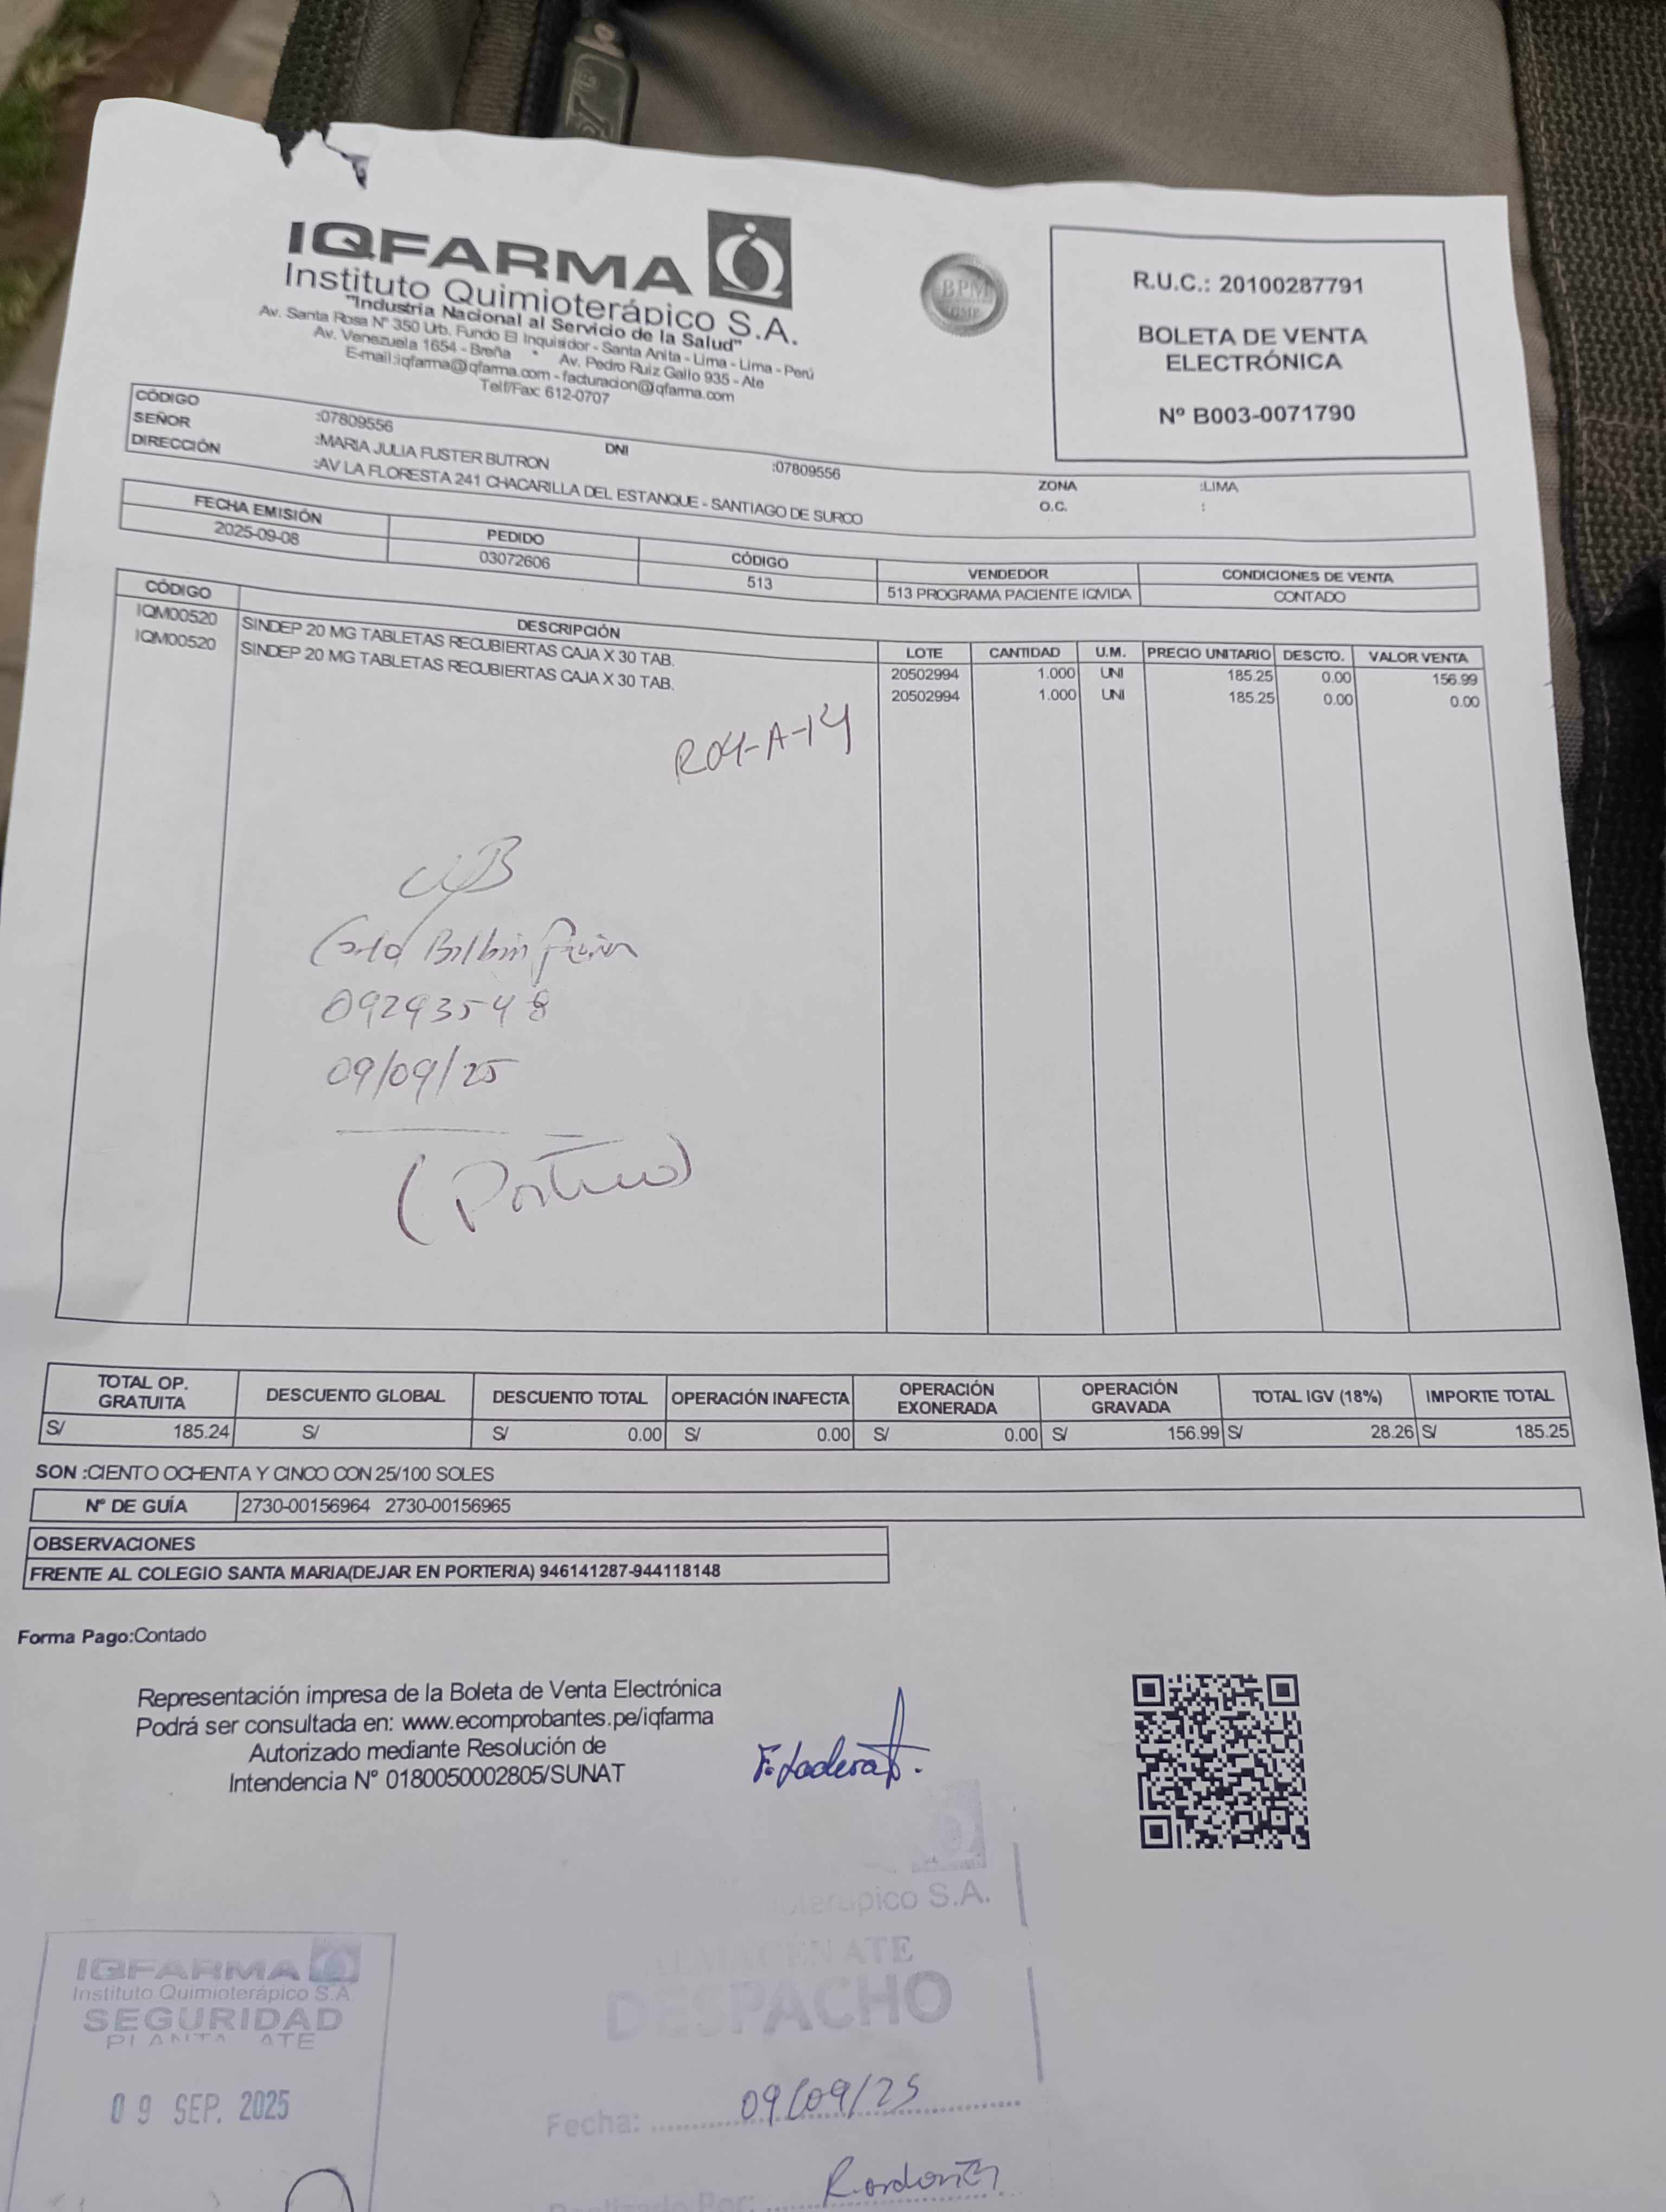 IQFARMA
Instituto Quimioterápico S.A.
"Industria Nacional al Servicio de la Salud"
Av. Santa Rosa N° 350 Urb. Fundo El Inquisidor - Santa Anita - Lima - Lima - Perú
Av. Venezuela 1654 - Breña * Av. Pedro Ruiz Gallo 935 - Ate
E-mail:iqfarma@iqfarma.com - facturacion@iqfarma.com
Telf/Fax: 612-0707
BPM
GMP
R.U.C.: 20100287791
BOLETA DE VENTA
ELECTRÓNICA
Nº B003-0071790
CÓDIGO :07809556 DNI :07809556 ZONA :LIMA
SEÑOR :MARIA JULIA FUSTER BUTRON O.C. :
DIRECCIÓN :AV LA FLORESTA 241 CHACARILLA DEL ESTANQUE - SANTIAGO DE SURCO
FECHA EMISIÓN PEDIDO CÓDIGO VENDEDOR CONDICIONES DE VENTA
2025-09-08 03072606 513 513 PROGRAMA PACIENTE IQVIDA CONTADO
CÓDIGO DESCRIPCIÓN LOTE CANTIDAD U.M. PRECIO UNITARIO DESCTO. VALOR VENTA
IQM00520 SINDEP 20 MG TABLETAS RECUBIERTAS CAJA X 30 TAB. 20502994 1.000 UNI 185.25 0.00 156.99
IQM00520 SINDEP 20 MG TABLETAS RECUBIERTAS CAJA X 30 TAB. 20502994 1.000 UNI 185.25 0.00 0.00
R04-A-14
09293548
09/09/25
TOTAL OP. GRATUITA DESCUENTO GLOBAL DESCUENTO TOTAL OPERACIÓN INAFECTA OPERACIÓN EXONERADA OPERACIÓN GRAVADA TOTAL IGV (18%) IMPORTE TOTAL
S/ 185.24 S/ S/ 0.00 S/ 0.00 S/ 0.00 S/ 156.99 S/ 28.26 S/ 185.25
SON :CIENTO OCHENTA Y CINCO CON 25/100 SOLES
N° DE GUÍA 2730-00156964 2730-00156965
OBSERVACIONES
FRENTE AL COLEGIO SANTA MARIA(DEJAR EN PORTERIA) 946141287-944118148
Forma Pago:Contado
Representación impresa de la Boleta de Venta Electrónica
Podrá ser consultada en: www.ecomprobantes.pe/iqfarma
Autorizado mediante Resolución de
Intendencia N° 0180050002805/SUNAT
S.A.
ALMACÉN ATE
DESPACHO
Fecha: 09/09/25
Realizado Por:
IQFARMA
Instituto Quimioterápico S.A
SEGURIDAD
PLANTA ATE
09 SEP. 2025